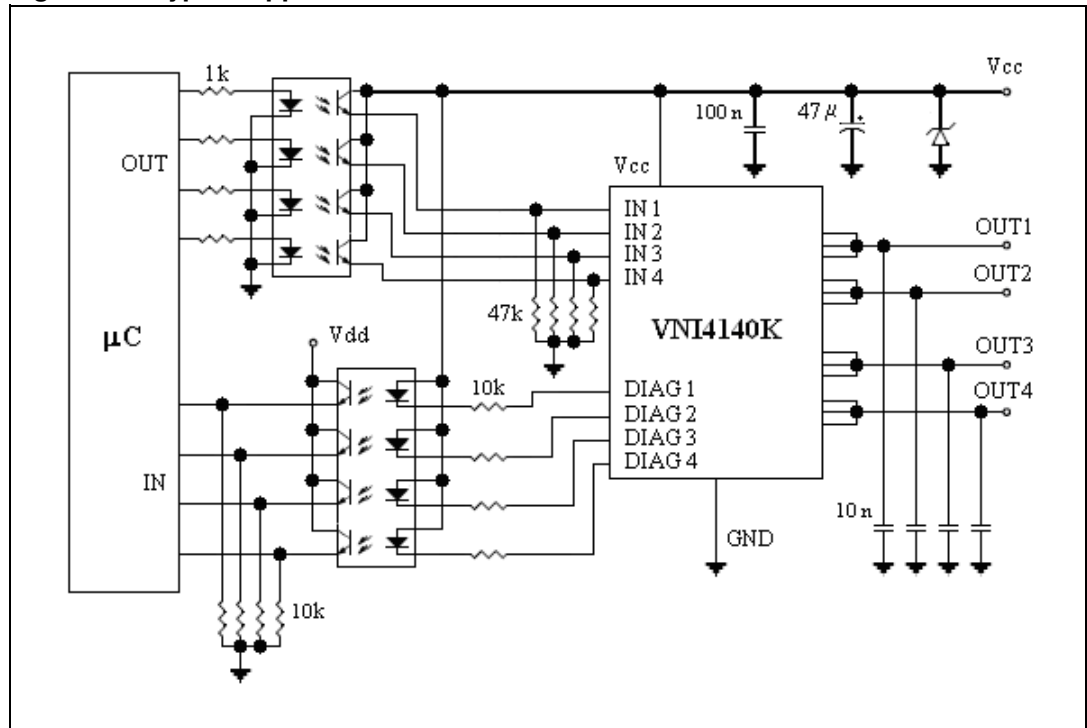 1k
Vcc
100 n
47 μ
OUT
Vcc
IN 1
IN 2
IN 3
IN 4
OUT1
OUT2
47k
VNI4140K
μC
Vdd
OUT3
10k
DIAG 1
DIAG 2
DIAG 3
DIAG 4
OUT4
IN
10 n
GND
10k